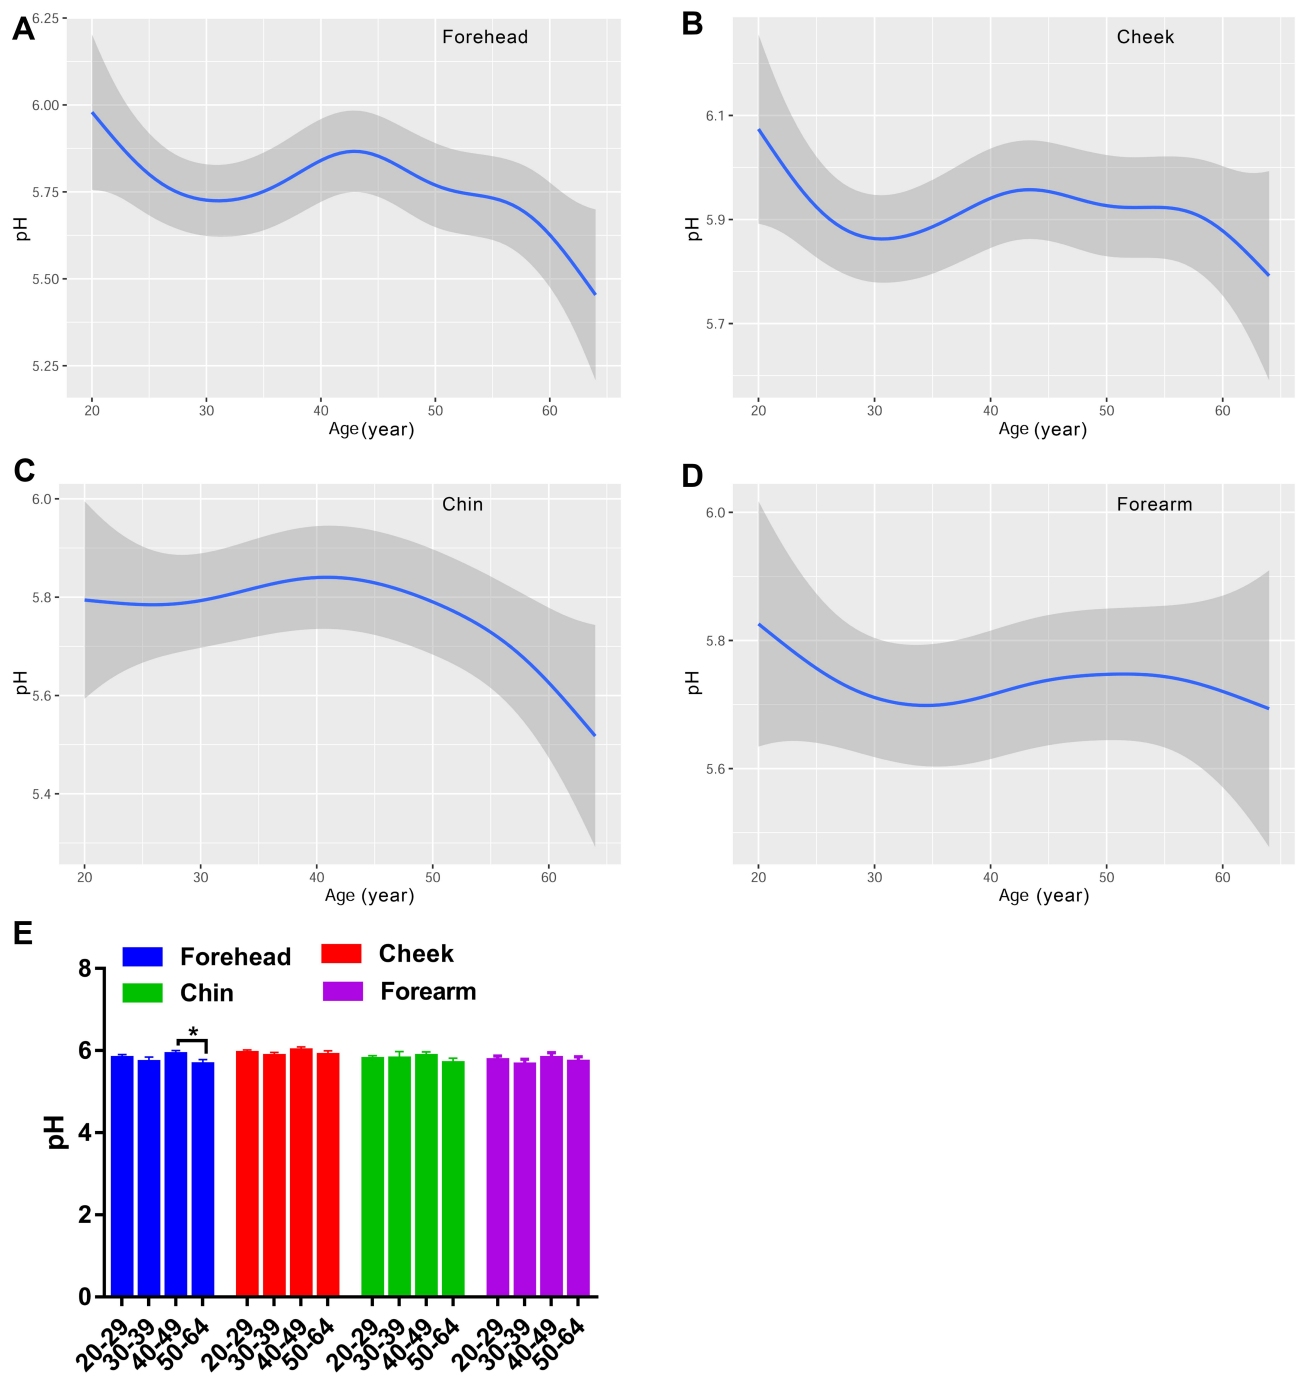 A
Forehead
6.25
6.00
5.75
5.50
5.25
pH
20 30 40 50 60
Age (year)
B
Cheek
6.1
5.9
5.7
pH
20 30 40 50 60
Age (year)
C
Chin
6.0
5.8
5.6
5.4
pH
20 30 40 50 60
Age (year)
D
Forearm
6.0
5.8
5.6
pH
20 30 40 50 60
Age (year)
E
Forehead Cheek
Chin Forearm
8
6
4
2
0
pH
*
20-29 30-39 40-49 50-64 20-29 30-39 40-49 50-64 20-29 30-39 40-49 50-64 20-29 30-39 40-49 50-64